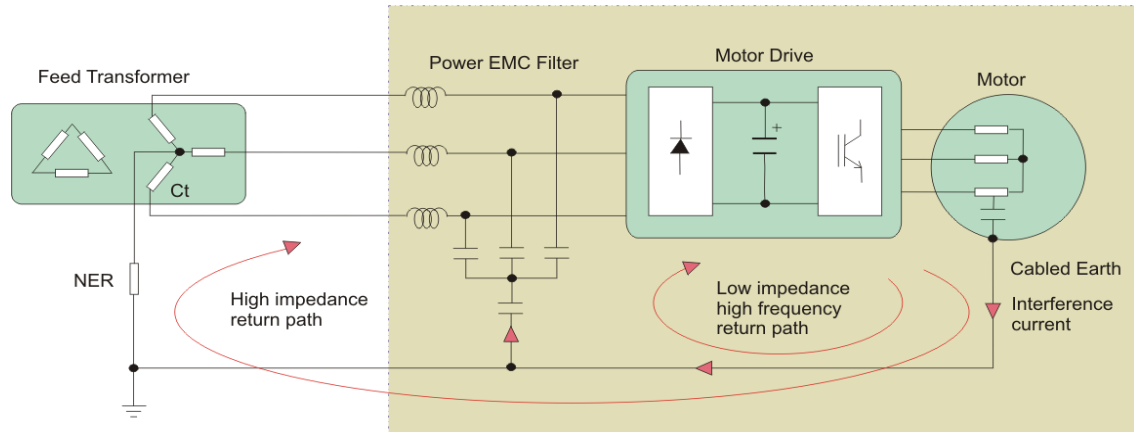 Feed Transformer
Power EMC Filter
Motor Drive
Motor
Ct
+
NER
High impedance
return path
Low impedance
high frequency
return path
Cabled Earth
Interference
current